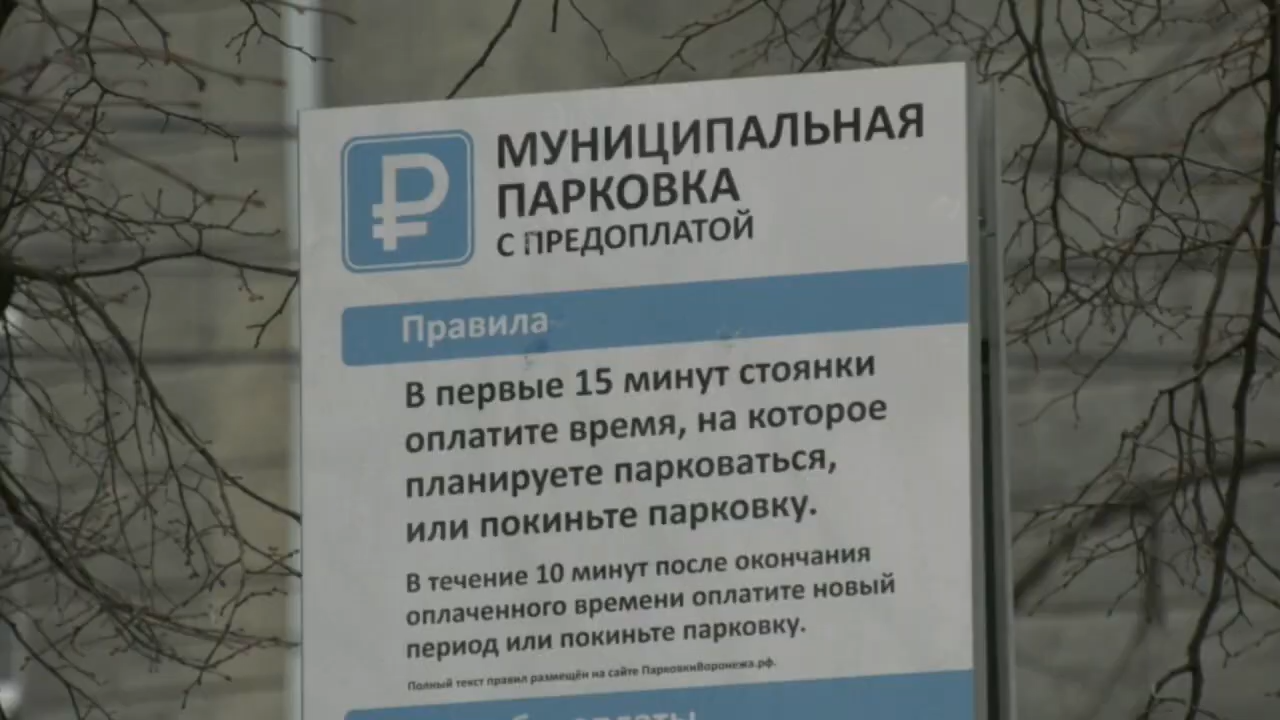 МУНИЦИПАЛЬНАЯ
ПАРКОВКА
С ПРЕДОПЛАТОЙ
Правила
В первые 15 минут стоянки
оплатите время, на которое
планируете парковаться,
или покиньте парковку.
В течение 10 минут после окончания
оплаченного времени оплатите новый
период или покиньте парковку.
Полный текст правил размещён на сайте ПарковкиВоронежа.рф.
оплаты